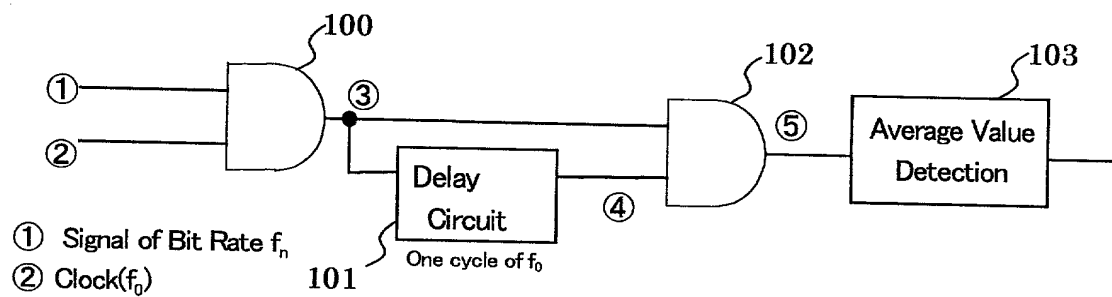 100
102
103
①
③
②
⑤
Average Value
Detection
Delay
Circuit
④
① Signal of Bit Rate fn
② Clock(f0)
101
One cycle of f0